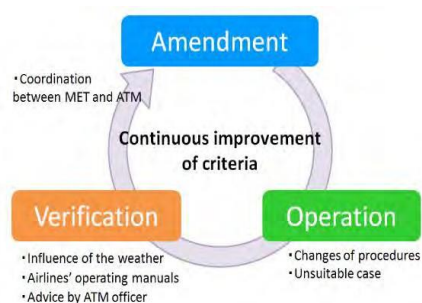 Amendment
・Coordination
between MET and ATM
Continuous improvement
of criteria
Verification
・Influence of the weather
・Airlines' operating manuals
・Advice by ATM officer
Operation
・Changes of procedures
・Unsuitable case